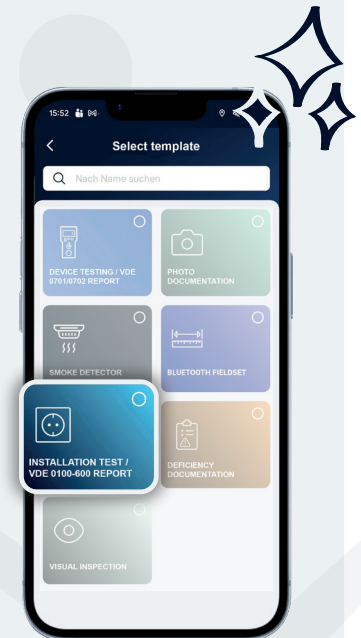 15:52
Select template
Nach Name suchen
DEVICE TESTING / VDE
0701/0702 REPORT
PHOTO
DOCUMENTATION
SMOKE DETECTOR
BLUETOOTH FIELDSET
INSTALLATION TEST /
VDE 0100-600 REPORT
DEFICIENCY
DOCUMENTATION
VISUAL INSPECTION